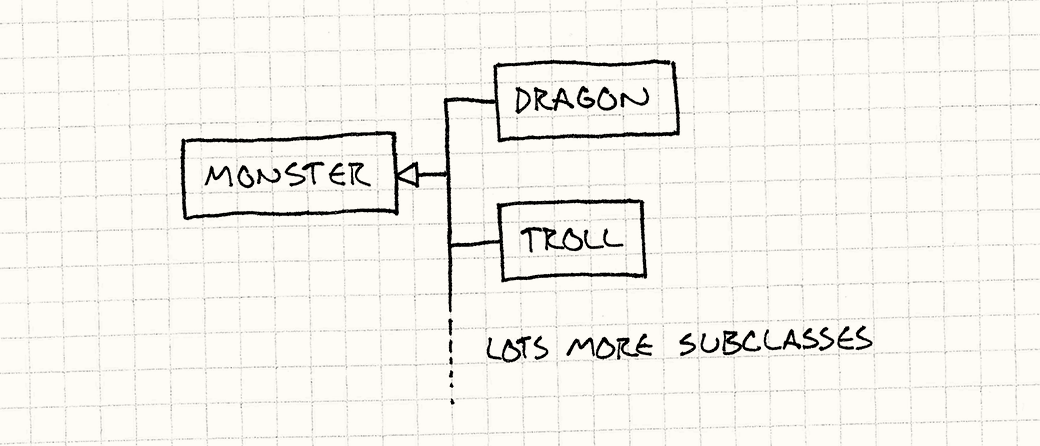 DRAGON
MONSTER
TROLL
LOTS MORE SUBCLASSES